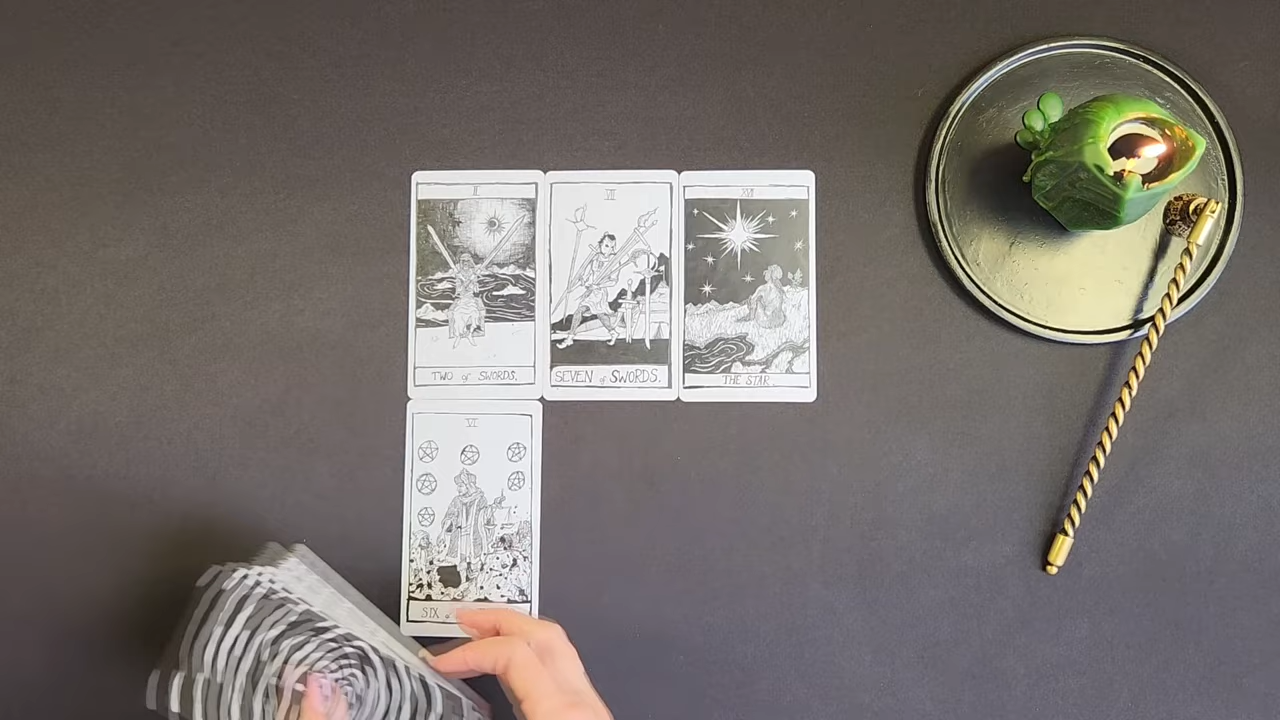 II
TWO of SWORDS.
VII
SEVEN of SWORDS.
XVII
THE STAR.
VI
SIX